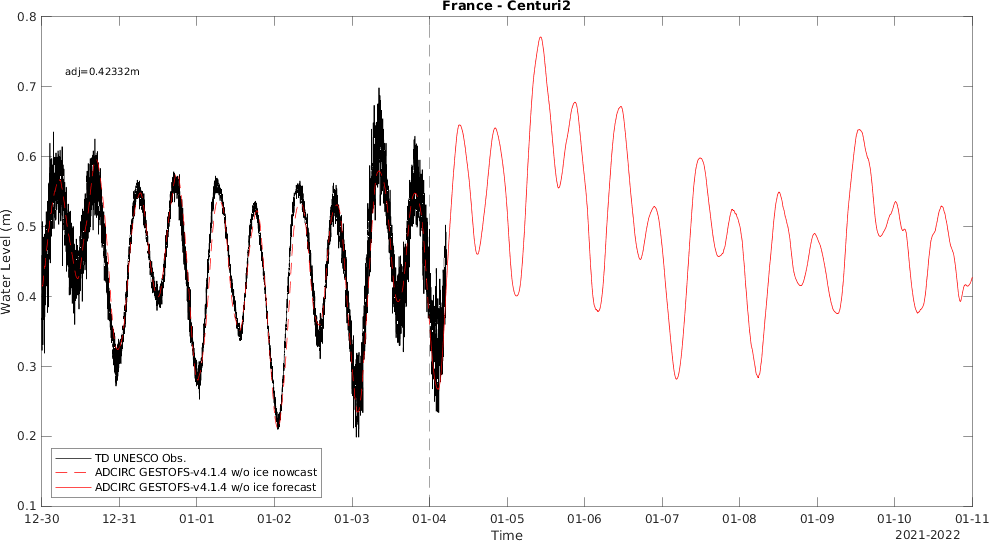 France - Centuri2
0.8
0.7
0.6
0.5
0.4
0.3
0.2
0.1
Water Level (m)
adj=0.42332m
TD UNESCO Obs.
ADCIRC GESTOFS-v4.1.4 w/o ice nowcast
ADCIRC GESTOFS-v4.1.4 w/o ice forecast
12-30 12-31 01-01 01-02 01-03 01-04 01-05 01-06 01-07 01-08 01-09 01-10 01-11
Time
2021-2022